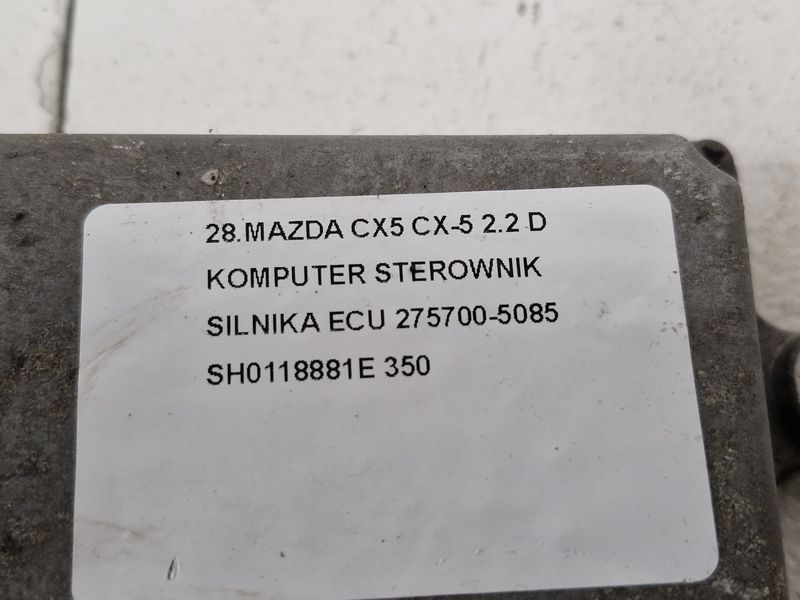 28.MAZDA CX5 CX-5 2.2 D
KOMPUTER STEROWNIK
SILNIKA ECU 275700-5085
SH0118881E 350